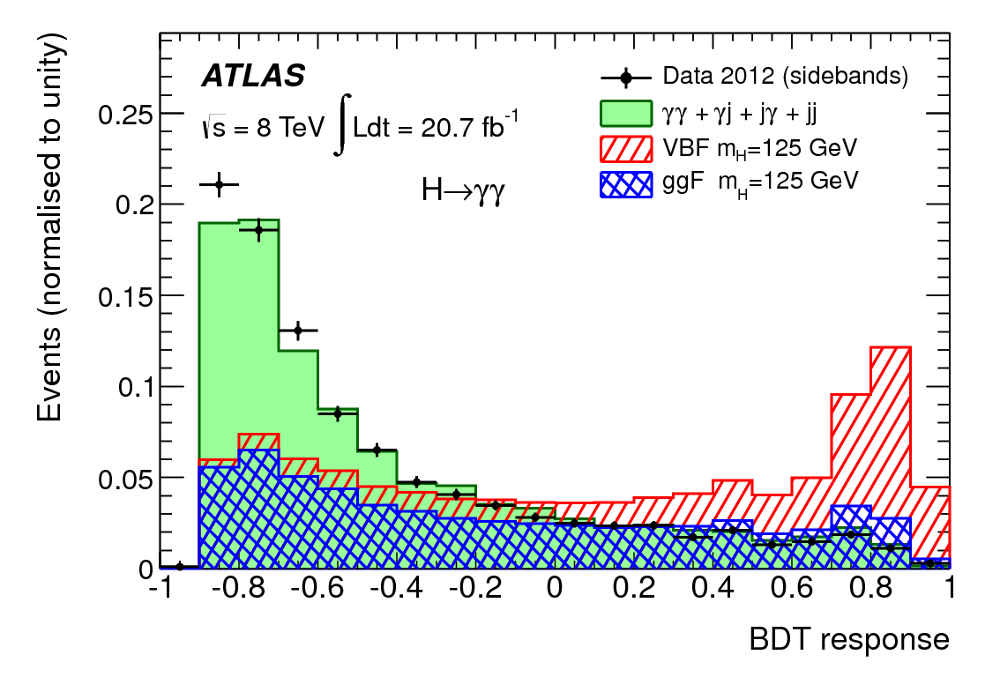 Events (normalised to unity)
ATLAS
√s = 8 TeV ∫ Ldt = 20.7 fb⁻¹
H→γγ
Data 2012 (sidebands)
γγ + γj + jγ + jj
VBF m_H=125 GeV
ggF m_H=125 GeV
0.25
0.2
0.15
0.1
0.05
0
-1 -0.8 -0.6 -0.4 -0.2 0 0.2 0.4 0.6 0.8 1
BDT response